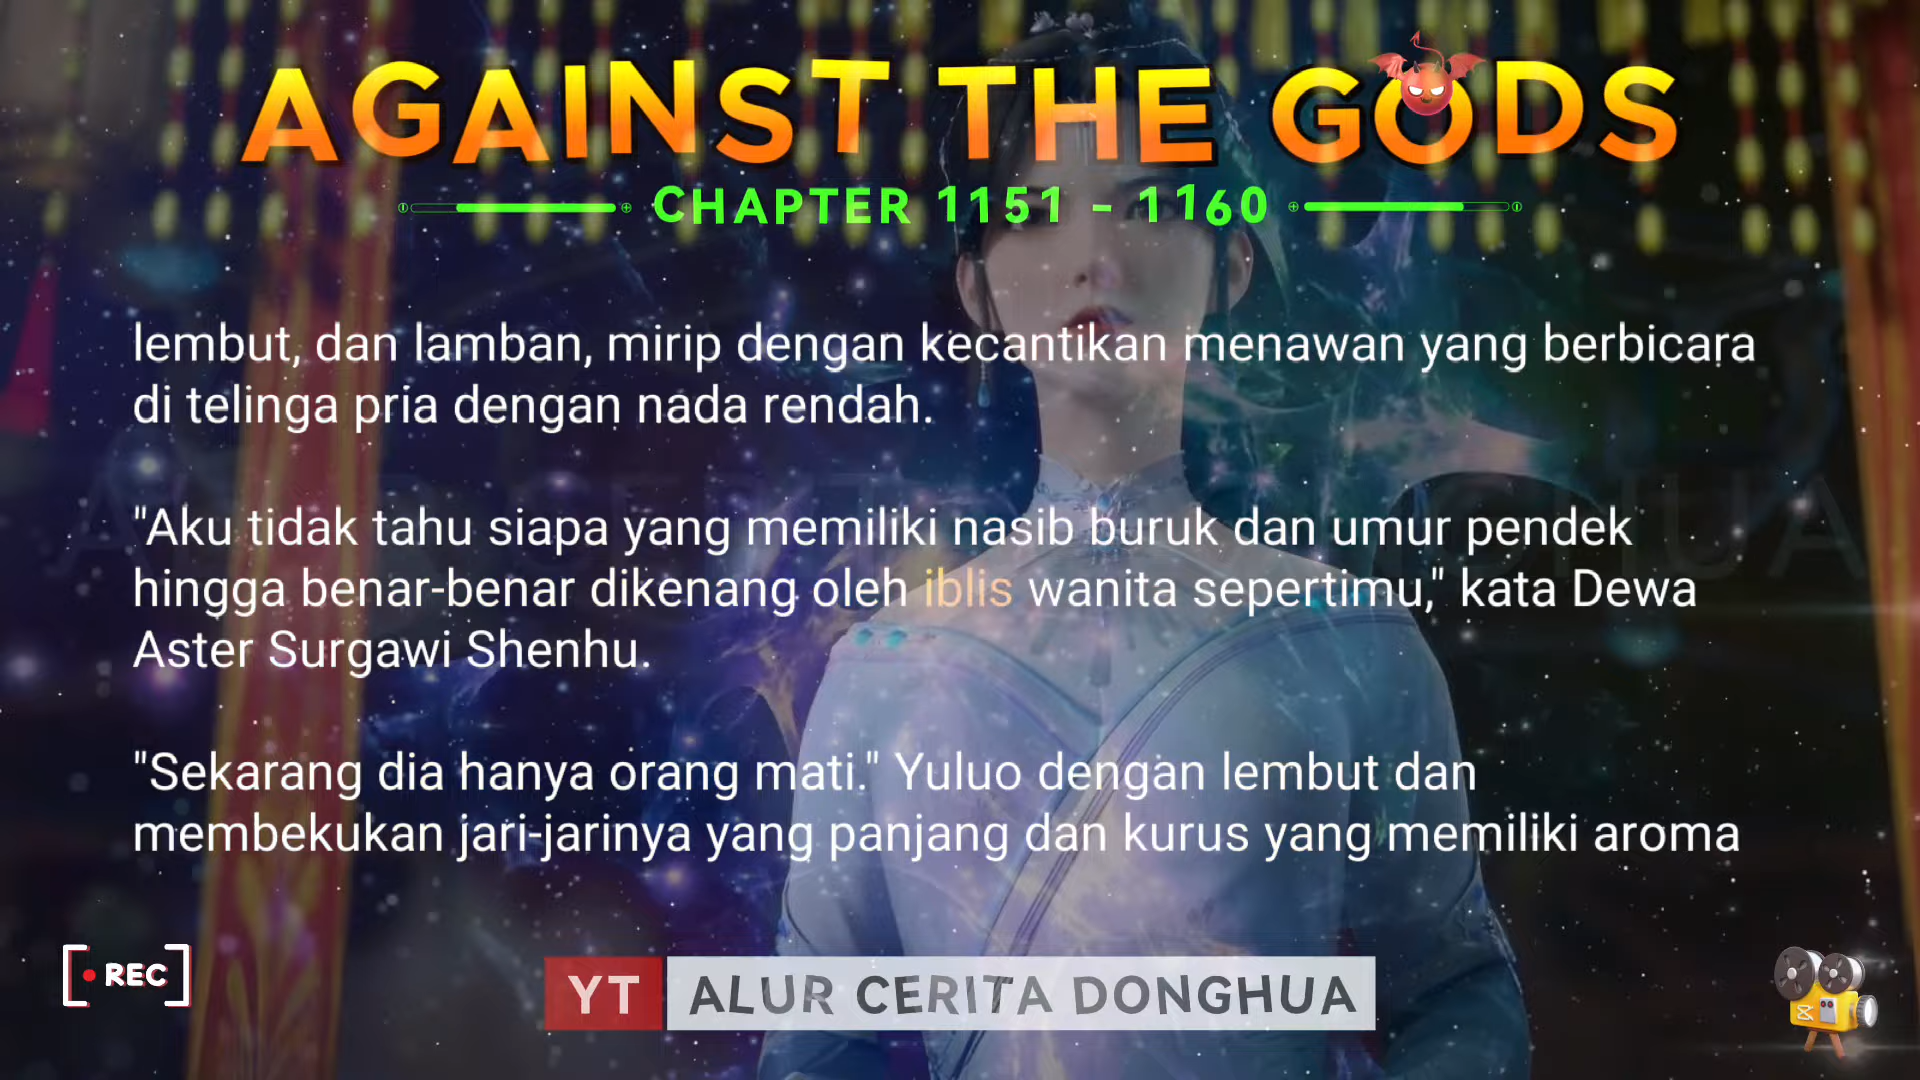 AGAINST THE GODS
CHAPTER 1151 - 1160
lembut, dan lamban, mirip dengan kecantikan menawan yang berbicara
di telinga pria dengan nada rendah.
"Aku tidak tahu siapa yang memiliki nasib buruk dan umur pendek
hingga benar-benar dikenang oleh iblis wanita sepertimu," kata Dewa
Aster Surgawi Shenhu.
"Sekarang dia hanya orang mati." Yuluo dengan lembut dan
membekukan jari-jarinya yang panjang dan kurus yang memiliki aroma
REC
YT ALUR CERITA DONGHUA